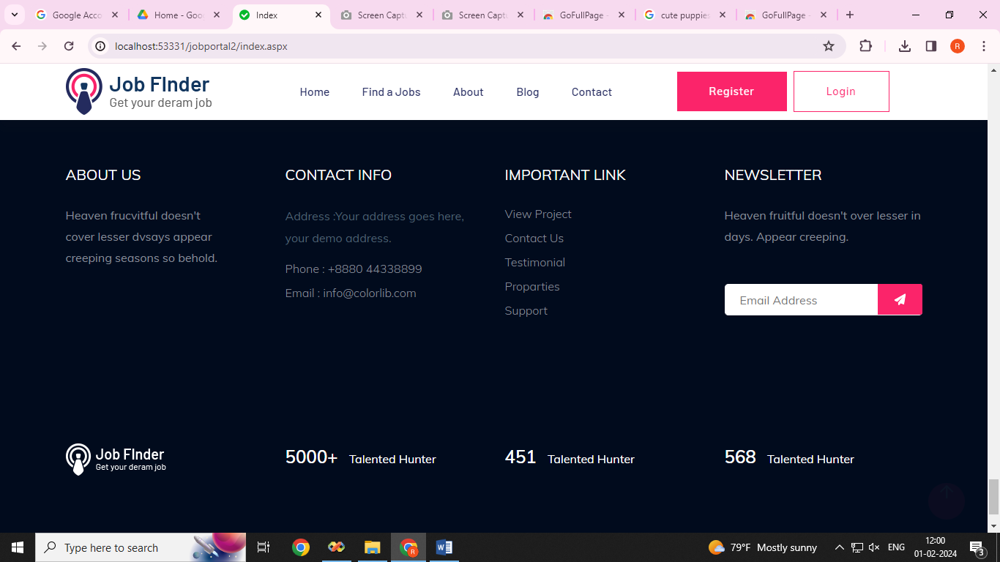 Google Acco
Home - Goo
Index
Screen Capt
Screen Capt
GoFullPage -
cute puppies
GoFullPage -
localhost:53331/jobportal2/index.aspx
R
Job FInder
Get your deram job
Home
Find a Jobs
About
Blog
Contact
Register
Login
ABOUT US
Heaven frucvitful doesn't
cover lesser dvsays appear
creeping seasons so behold.
CONTACT INFO
Address :Your address goes here,
your demo address.
Phone : +8880 44338899
Email : info@colorlib.com
IMPORTANT LINK
View Project
Contact Us
Testimonial
Proparties
Support
NEWSLETTER
Heaven fruitful doesn't over lesser in
days. Appear creeping.
Email Address
Job FInder
Get your deram job
5000+ Talented Hunter
451 Talented Hunter
568 Talented Hunter
Type here to search
R
W
79°F Mostly sunny
ENG
12:00
01-02-2024
3